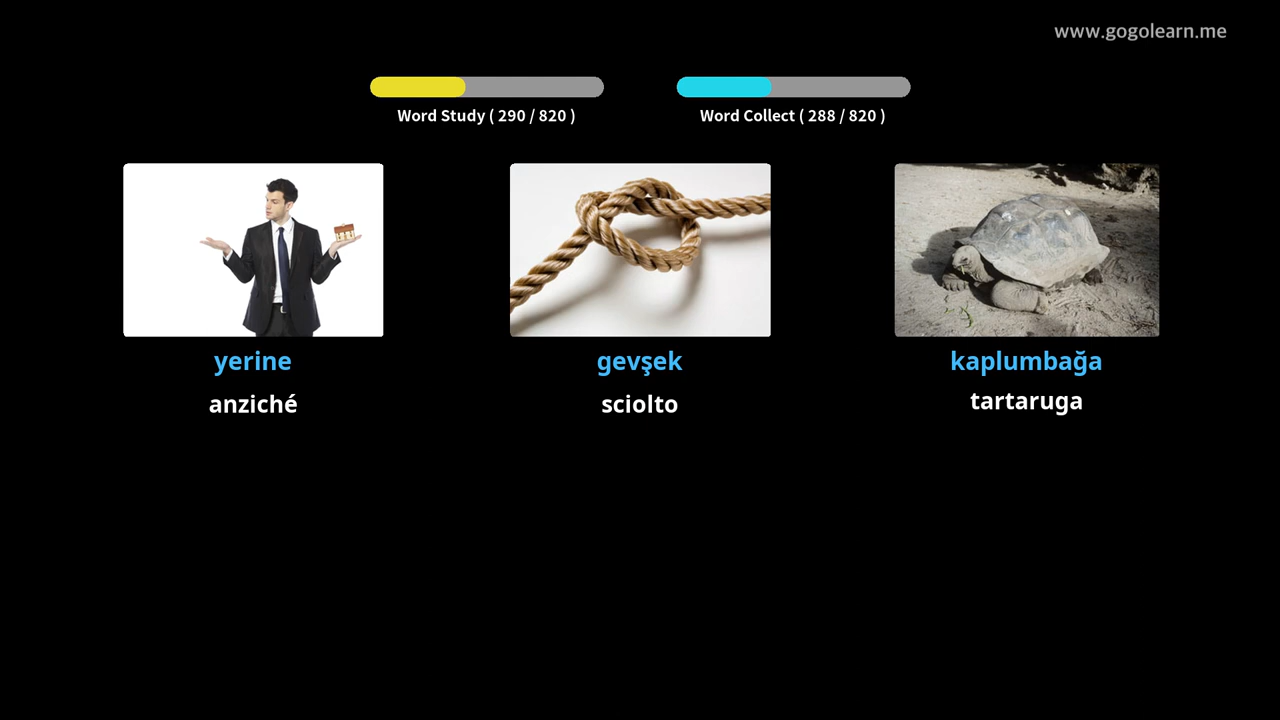 www.gogolearn.me
Word Study ( 290 / 820 )
Word Collect ( 288 / 820 )
yerine
anziché
gevşek
sciolto
kaplumbağa
tartaruga